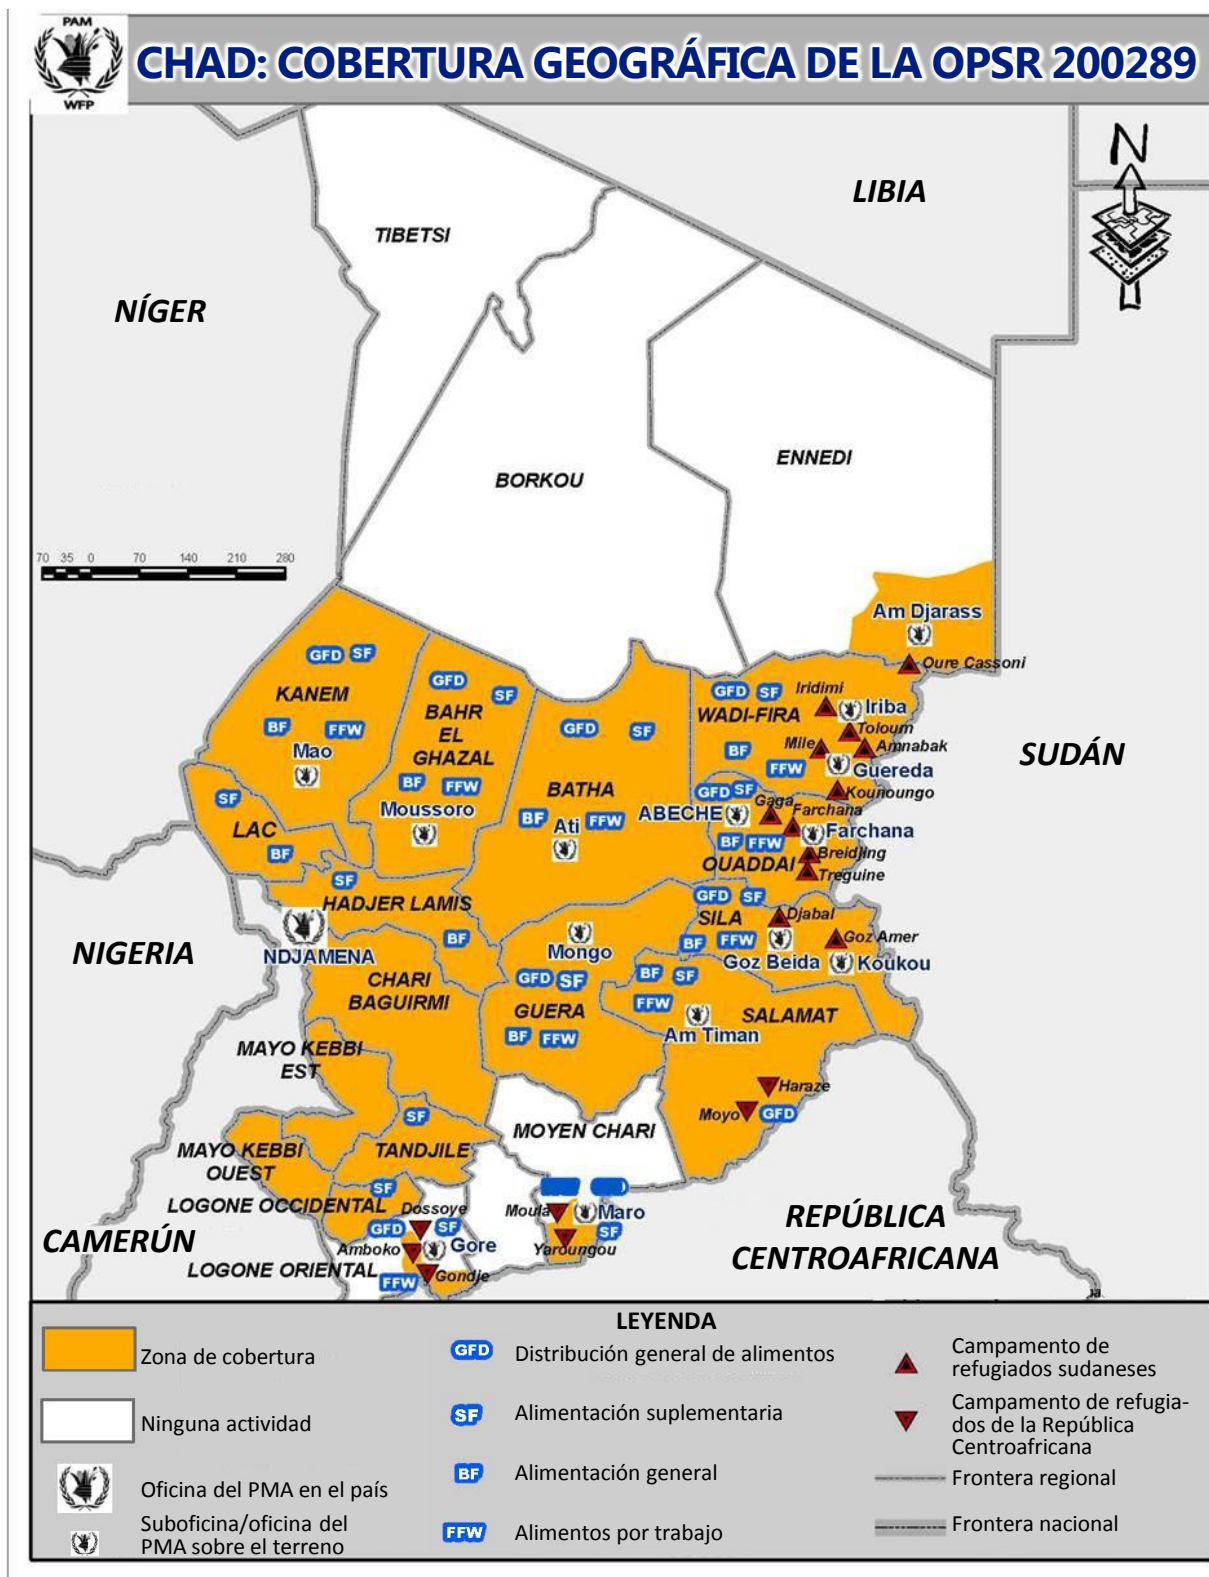 PAM
WFP
CHAD: COBERTURA GEOGRÁFICA DE LA OPSR 200289
N
LIBIA
TIBETSI
NÍGER
ENNEDI
BORKOU
70 35 0 70 140 210 280
Am Djarass
Oure Cassoni
GFD SF
KANEM
BF FFW
Mao
GFD
SF
BAHR
EL
GHAZAL
BF FFW
Moussoro
GFD SF
BATHA
BF FFW
Ati
GFD SF
Iridimi
WADI-FIRA
Iriba
Toloum
BF
Mile
Amnabak
FFW
Guereda
Kounoungo
SUDÁN
GFD SF
Gaga
ABECHE
Farchana
Farchana
BF FFW
Breidjing
OUADDAI
Treguine
SF
LAC
BF
SF
HADJER LAMIS
BF
NDJAMENA
NIGERIA
CHARI
BAGUIRMI
GFD SF
SILA
Djabal
BF FFW
Goz Amer
Goz Beida
Koukou
Mongo
GFD SF
GUERA
BF FFW
BF SF
FFW
SALAMAT
Am Timan
MAYO KEBBI
EST
Haraze
Moyo
GFD
SF
MOYEN CHARI
TANDJILE
MAYO KEBBI
OUEST
SF
LOGONE OCCIDENTAL
Dossoye
Moula
Maro
GFD SF
SF
Amboko
Gore
Yaroungou
LOGONE ORIENTAL
Gondje
FFW
CAMERÚN
REPÚBLICA
CENTROAFRICANA
LEYENDA
Zona de cobertura
Ninguna actividad
Oficina del PMA en el país
Suboficina/oficina del
PMA sobre el terreno
GFD Distribución general de alimentos
SF Alimentación suplementaria
BF Alimentación general
FFW Alimentos por trabajo
Campamento de
refugiados sudaneses
Campamento de refugia-
dos de la República
Centroafricana
Frontera regional
Frontera nacional